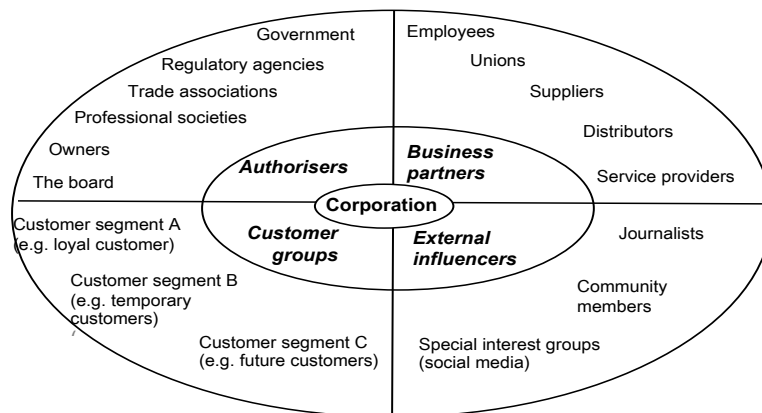 Government
Regulatory agencies
Trade associations
Professional societies
Owners
The board
Employees
Unions
Suppliers
Distributors
Service providers
Authorisers
Business
partners
Corporation
Customer
groups
External
influencers
Customer segment A
(e.g. loyal customer)
Customer segment B
(e.g. temporary
customers)
Customer segment C
(e.g. future customers)
Journalists
Community
members
Special interest groups
(social media)